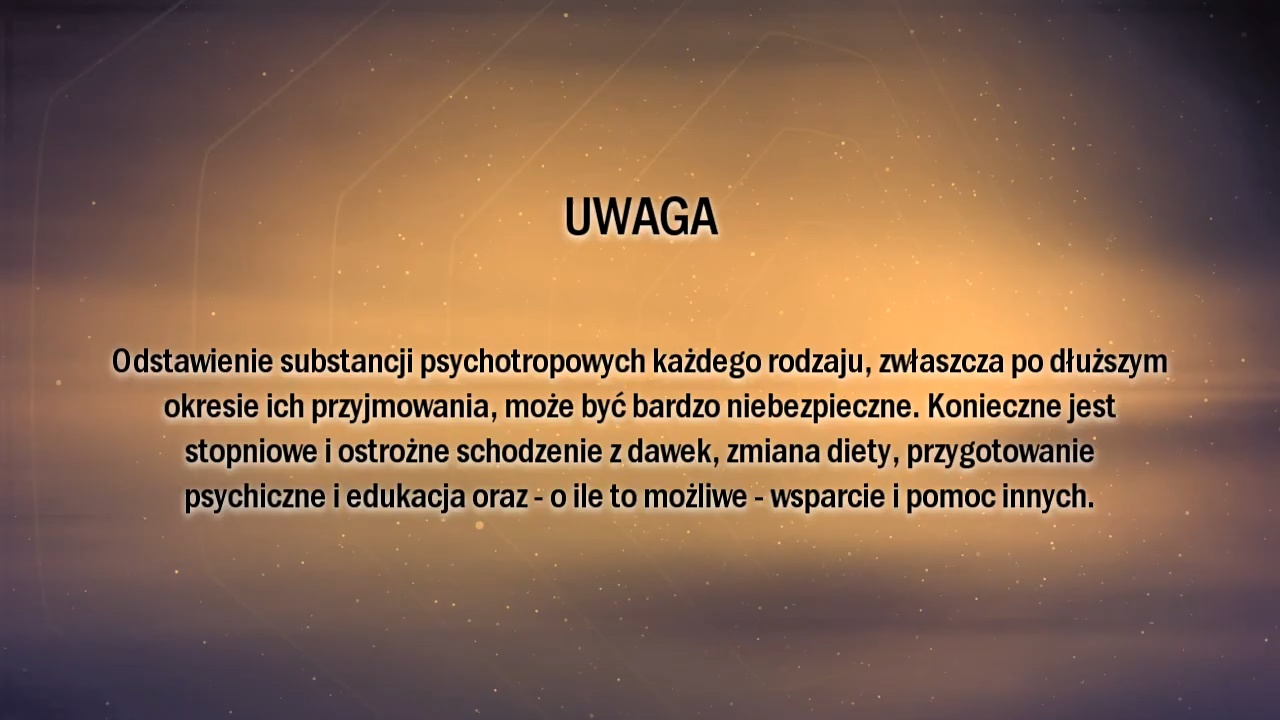 UWAGA
Odstawienie substancji psychotropowych każdego rodzaju, zwłaszcza po dłuższym
okresie ich przyjmowania, może być bardzo niebezpieczne. Konieczne jest
stopniowe i ostrożne schodzenie z dawek, zmiana diety, przygotowanie
psychiczne i edukacja oraz - o ile to możliwe - wsparcie i pomoc innych.